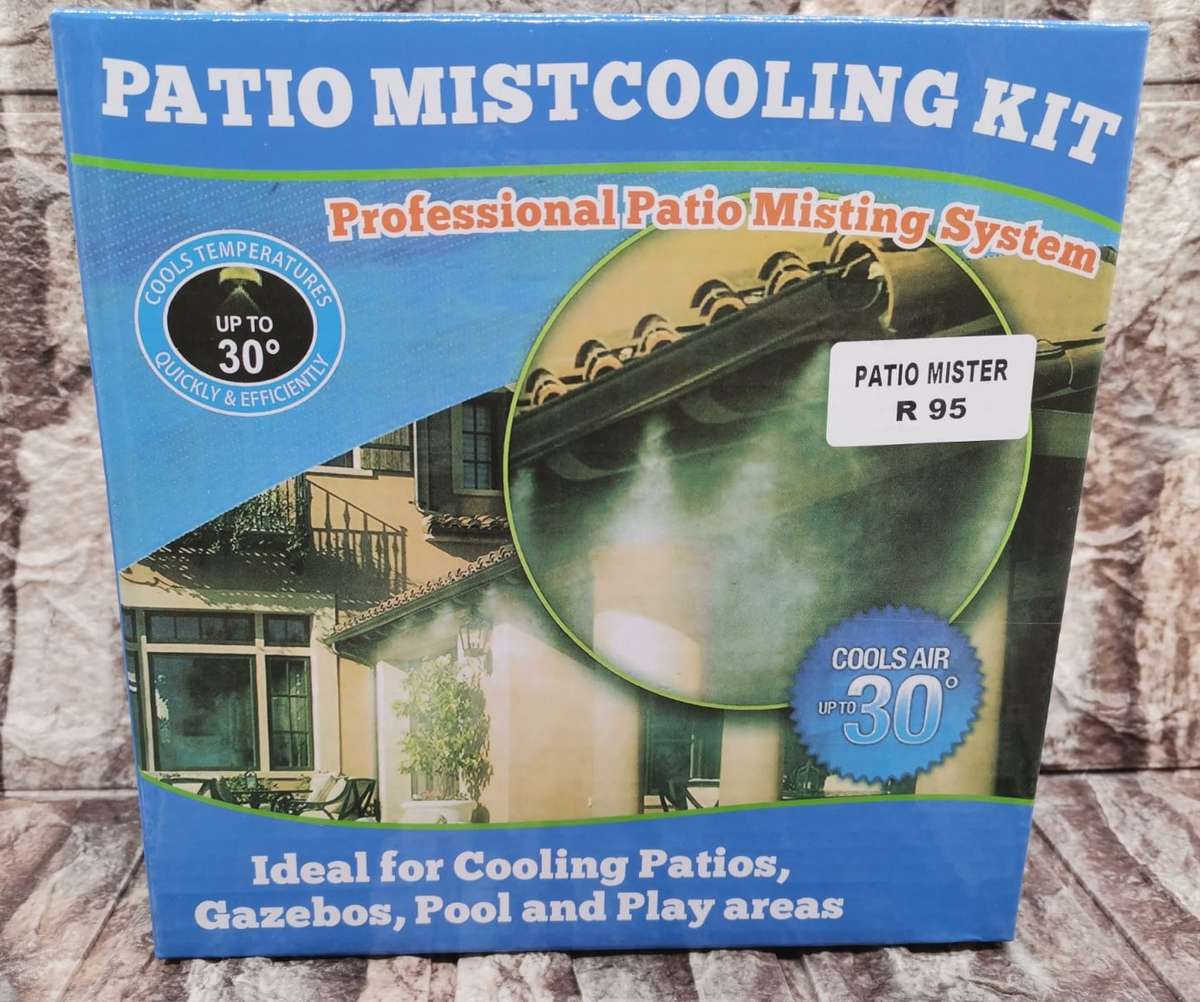 PATIO MISTCOOLING KIT
Professional Patio Misting System
COOLS TEMPERATURES
UP TO
30°
QUICKLY & EFFICIENTLY
PATIO MISTER
R 95
COOLS AIR
UP TO 30°
Ideal for Cooling Patios,
Gazebos, Pool and Play areas